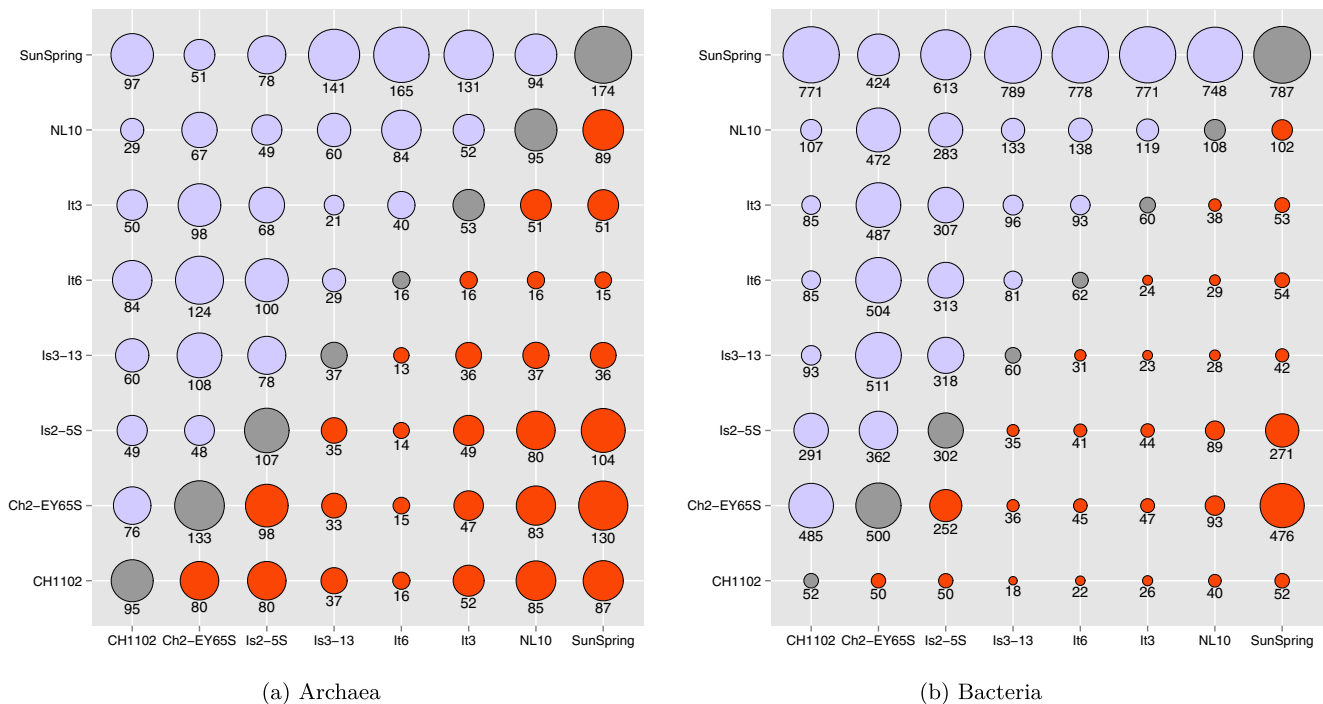 SunSpring 97 51 78 141 165 131 94 174
NL10 29 67 49 60 84 52 95 89
It3 50 98 68 21 40 53 51 51
It6 84 124 100 29 16 16 16 15
Is3−13 60 108 78 37 13 36 37 36
Is2−5S 49 48 107 35 14 49 80 104
Ch2−EY65S 76 133 98 33 15 47 83 130
CH1102 95 80 80 37 16 52 85 87
CH1102 Ch2−EY65S Is2−5S Is3−13 It6 It3 NL10 SunSpring
(a) Archaea
SunSpring 771 424 613 789 778 771 748 787
NL10 107 472 283 133 138 119 108 102
It3 85 487 307 96 93 60 38 53
It6 85 504 313 81 62 24 29 54
Is3−13 93 511 318 60 31 23 28 42
Is2−5S 291 362 302 35 41 44 89 271
Ch2−EY65S 485 500 252 36 45 47 93 476
CH1102 52 50 50 18 22 26 40 52
CH1102 Ch2−EY65S Is2−5S Is3−13 It6 It3 NL10 SunSpring
(b) Bacteria